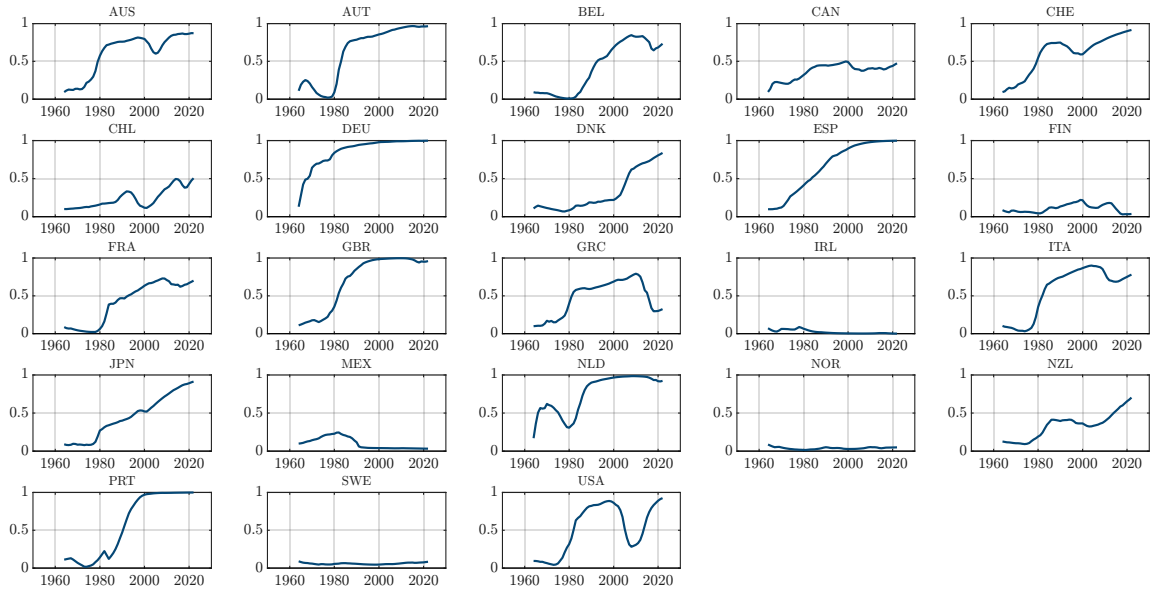 AUS AUT BEL CAN CHE
1 1 1 1 1
0.5 0.5 0.5 0.5 0.5
0 0 0 0 0
1960 1980 2000 2020 1960 1980 2000 2020 1960 1980 2000 2020 1960 1980 2000 2020 1960 1980 2000 2020
CHL DEU DNK ESP FIN
1 1 1 1 1
0.5 0.5 0.5 0.5 0.5
0 0 0 0 0
1960 1980 2000 2020 1960 1980 2000 2020 1960 1980 2000 2020 1960 1980 2000 2020 1960 1980 2000 2020
FRA GBR GRC IRL ITA
1 1 1 1 1
0.5 0.5 0.5 0.5 0.5
0 0 0 0 0
1960 1980 2000 2020 1960 1980 2000 2020 1960 1980 2000 2020 1960 1980 2000 2020 1960 1980 2000 2020
JPN MEX NLD NOR NZL
1 1 1 1 1
0.5 0.5 0.5 0.5 0.5
0 0 0 0 0
1960 1980 2000 2020 1960 1980 2000 2020 1960 1980 2000 2020 1960 1980 2000 2020 1960 1980 2000 2020
PRT SWE USA
1 1 1
0.5 0.5 0.5
0 0 0
1960 1980 2000 2020 1960 1980 2000 2020 1960 1980 2000 2020